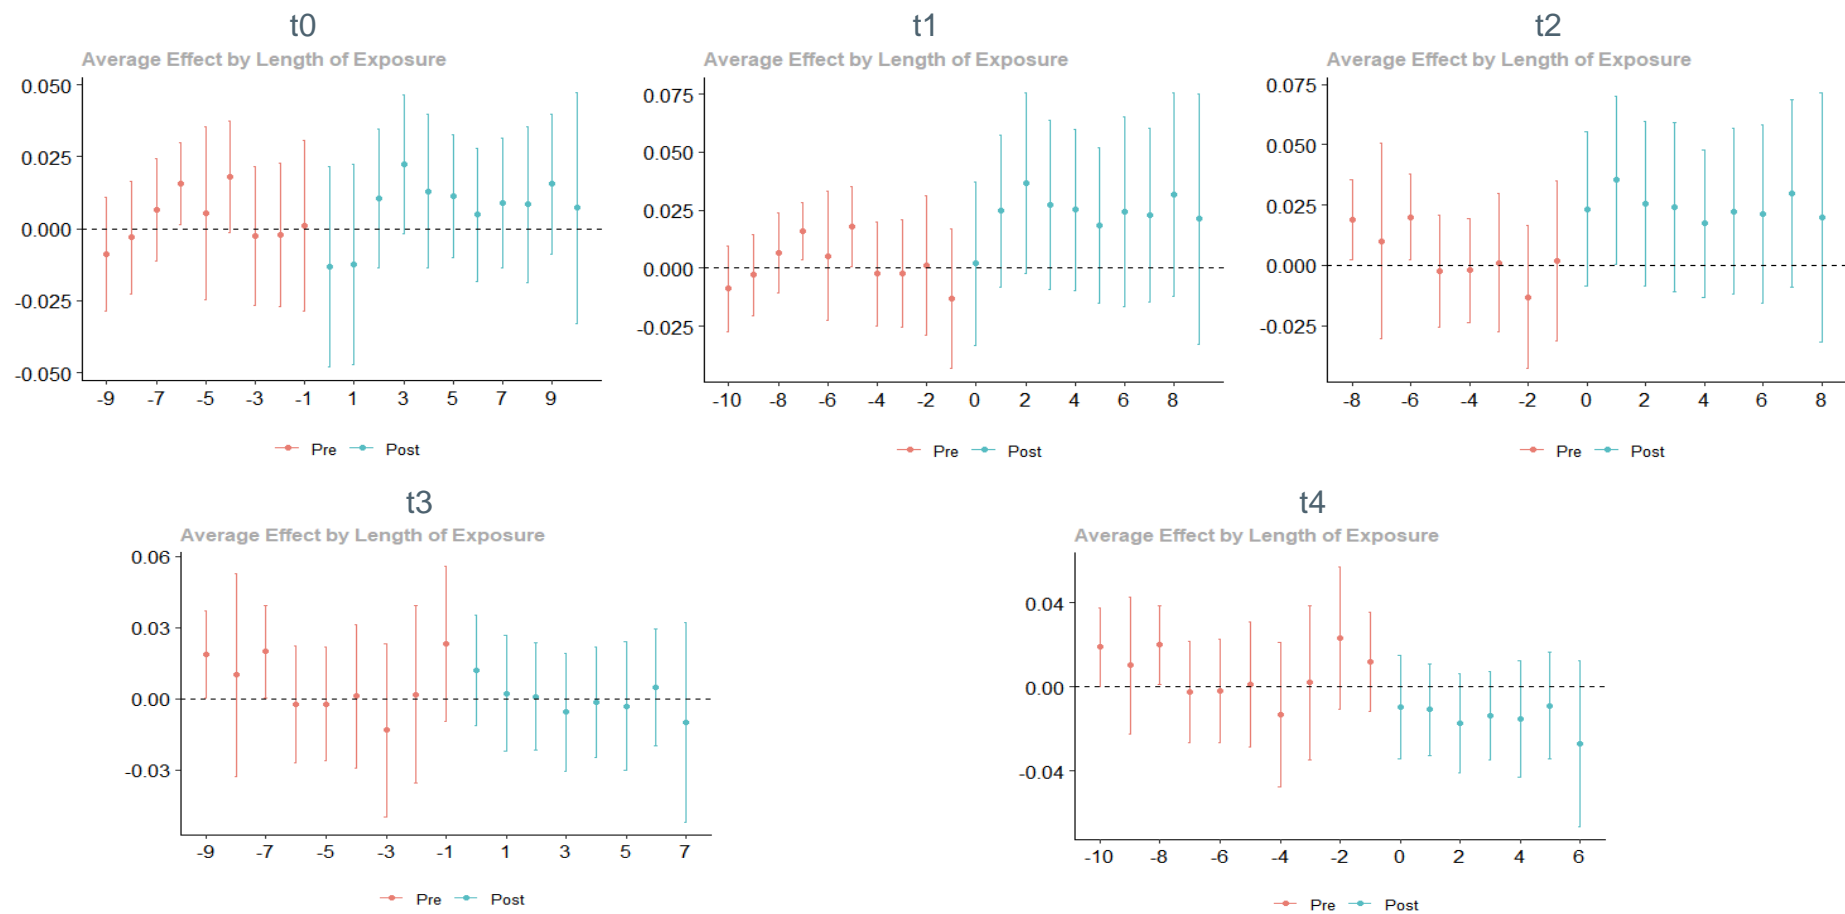 t0
Average Effect by Length of Exposure
0.050
0.025
0.000
-0.025
-0.050
-9 -7 -5 -3 -1 1 3 5 7 9
Pre Post
t1
Average Effect by Length of Exposure
0.075
0.050
0.025
0.000
-0.025
-10 -8 -6 -4 -2 0 2 4 6 8
Pre Post
t2
Average Effect by Length of Exposure
0.075
0.050
0.025
0.000
-0.025
-8 -6 -4 -2 0 2 4 6 8
Pre Post
t3
Average Effect by Length of Exposure
0.06
0.03
0.00
-0.03
-9 -7 -5 -3 -1 1 3 5 7
Pre Post
t4
Average Effect by Length of Exposure
0.04
0.00
-0.04
-10 -8 -6 -4 -2 0 2 4 6
Pre Post